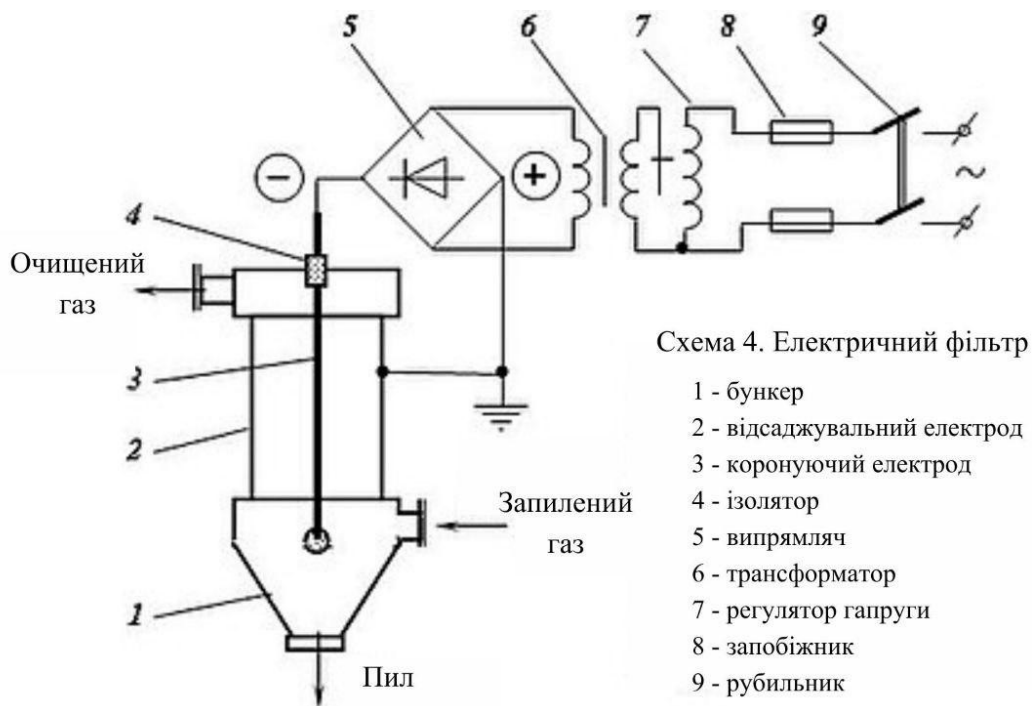 5 6 7 8 9
4
Очищений
газ
3
Схема 4. Електричний фільтр
1 - бункер
2 - відсаджувальний електрод
3 - коронуючий електрод
4 - ізолятор
5 - випрямляч
6 - трансформатор
7 - регулятор гапруги
8 - запобіжник
9 - рубильник
2
Запилений
газ
1
Пил